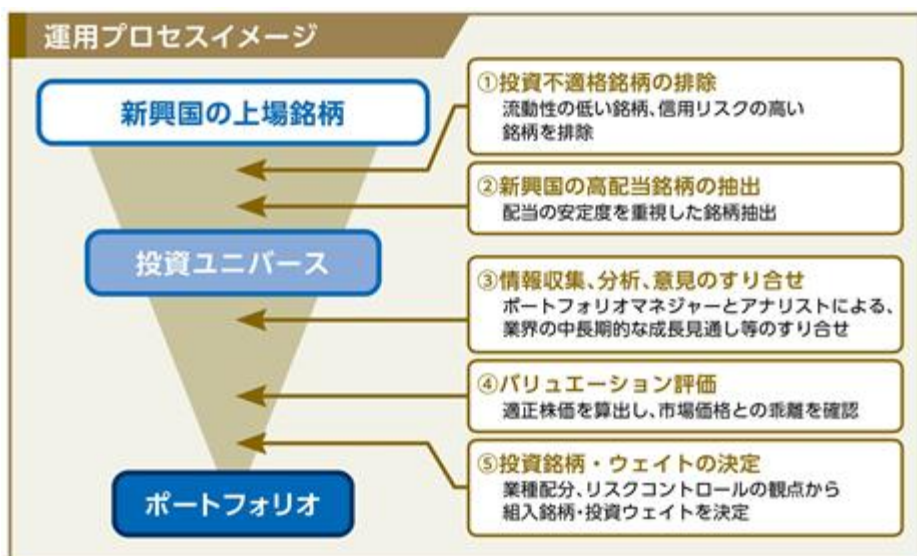 運用プロセスイメージ
新興国の上場銘柄
①投資不適格銘柄の排除
流動性の低い銘柄、信用リスクの高い
銘柄を排除
②新興国の高配当銘柄の抽出
配当の安定度を重視した銘柄抽出
投資ユニバース
③情報収集、分析、意見のすり合せ
ポートフォリオマネジャーとアナリストによる、
業界の中長期的な成長見通し等のすり合せ
④バリュエーション評価
適正株価を算出し、市場価格との乖離を確認
⑤投資銘柄・ウェイトの決定
業種配分、リスクコントロールの観点から
組入銘柄・投資ウェイトを決定
ポートフォリオ